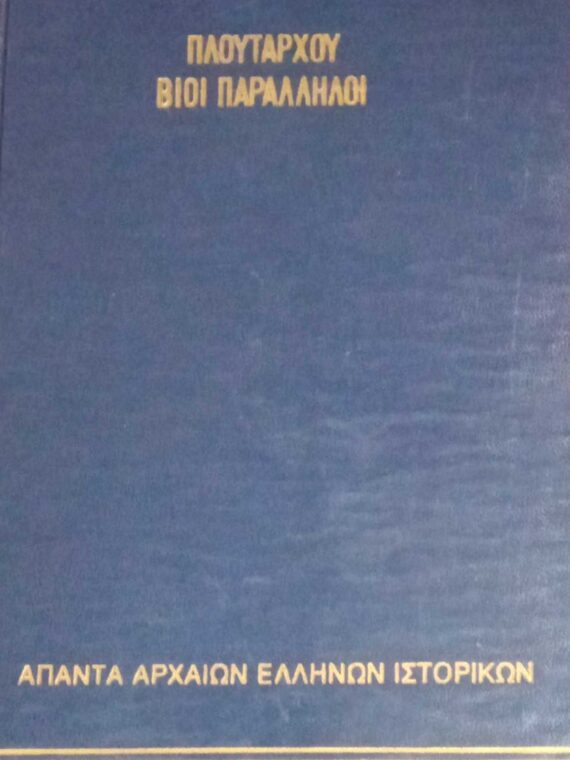 ΠΛΟΥΤΑΡΧΟΥ
ΒΙΟΙ ΠΑΡΑΛΛΗΛΟΙ
ΑΠΑΝΤΑ ΑΡΧΑΙΩΝ ΕΛΛΗΝΩΝ ΙΣΤΟΡΙΚΩΝ